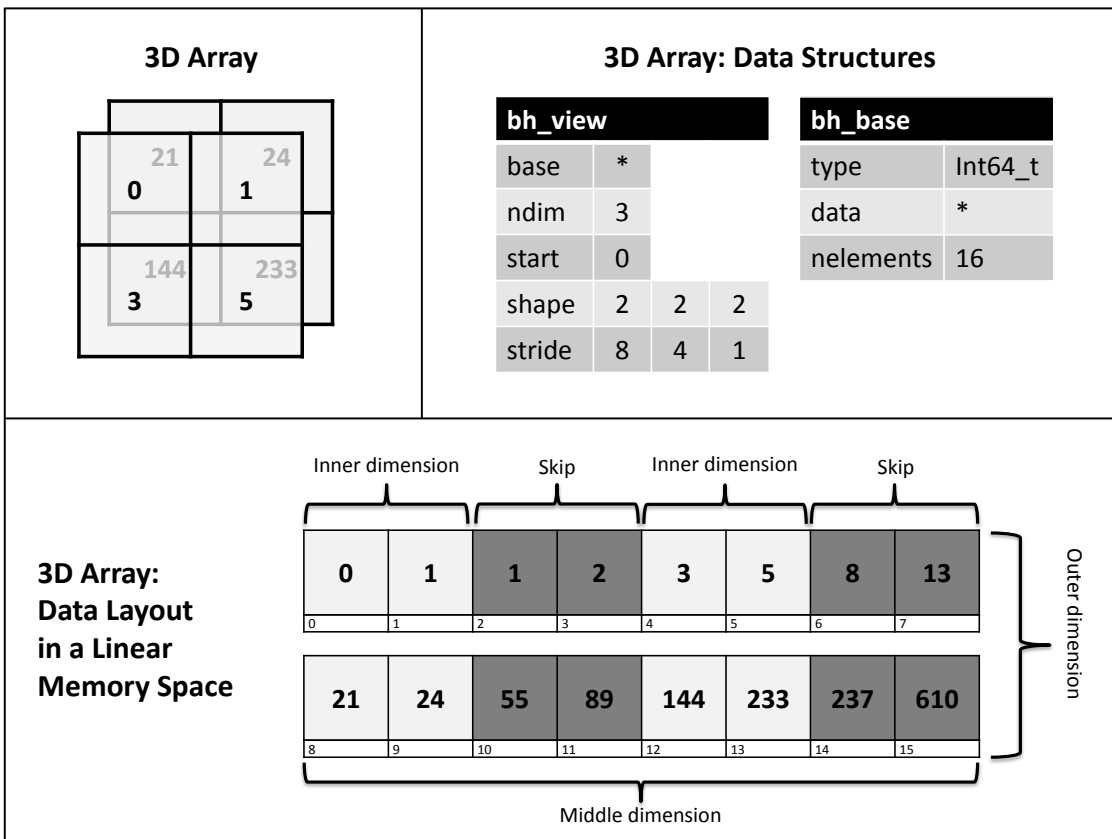 3D Array
21 24
0 1
144 233
3 5
3D Array: Data Structures
bh_view
base *
ndim 3
start 0
shape 2 2 2
stride 8 4 1
bh_base
type Int64_t
data *
nelements 16
3D Array:
Data Layout
in a Linear
Memory Space
Inner dimension Skip Inner dimension Skip
0 1 1 2 3 5 8 13
0 1 2 3 4 5 6 7
21 24 55 89 144 233 237 610
8 9 10 11 12 13 14 15
Middle dimension
Outer dimension